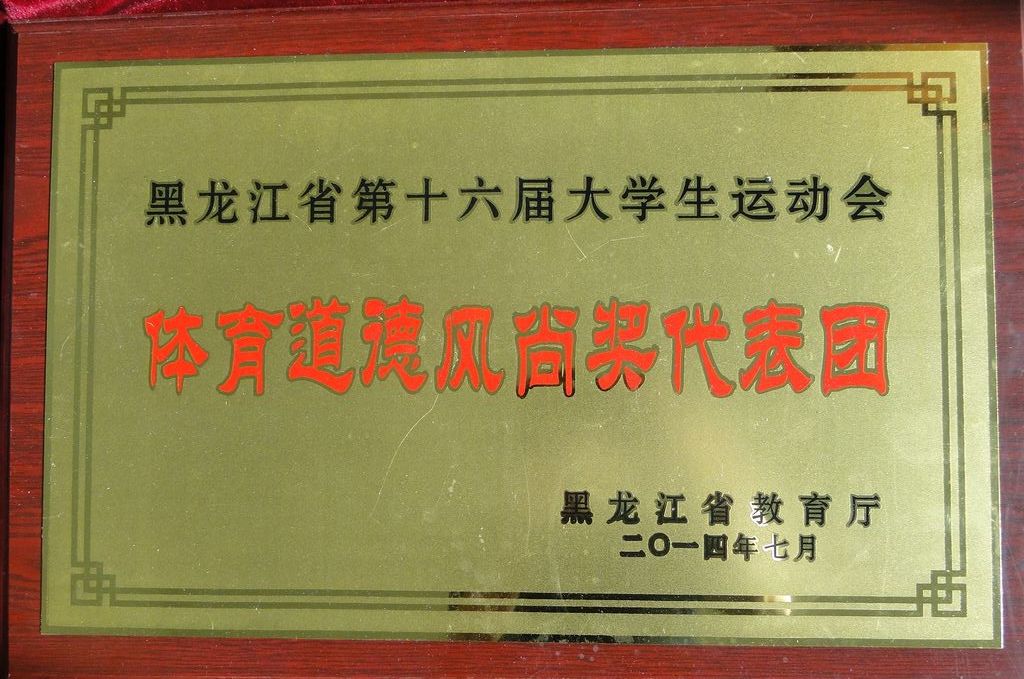 黑龙江省第十六届大学生运动会
体育道德风尚奖代表团
黑龙江省教育厅
二〇一四年七月